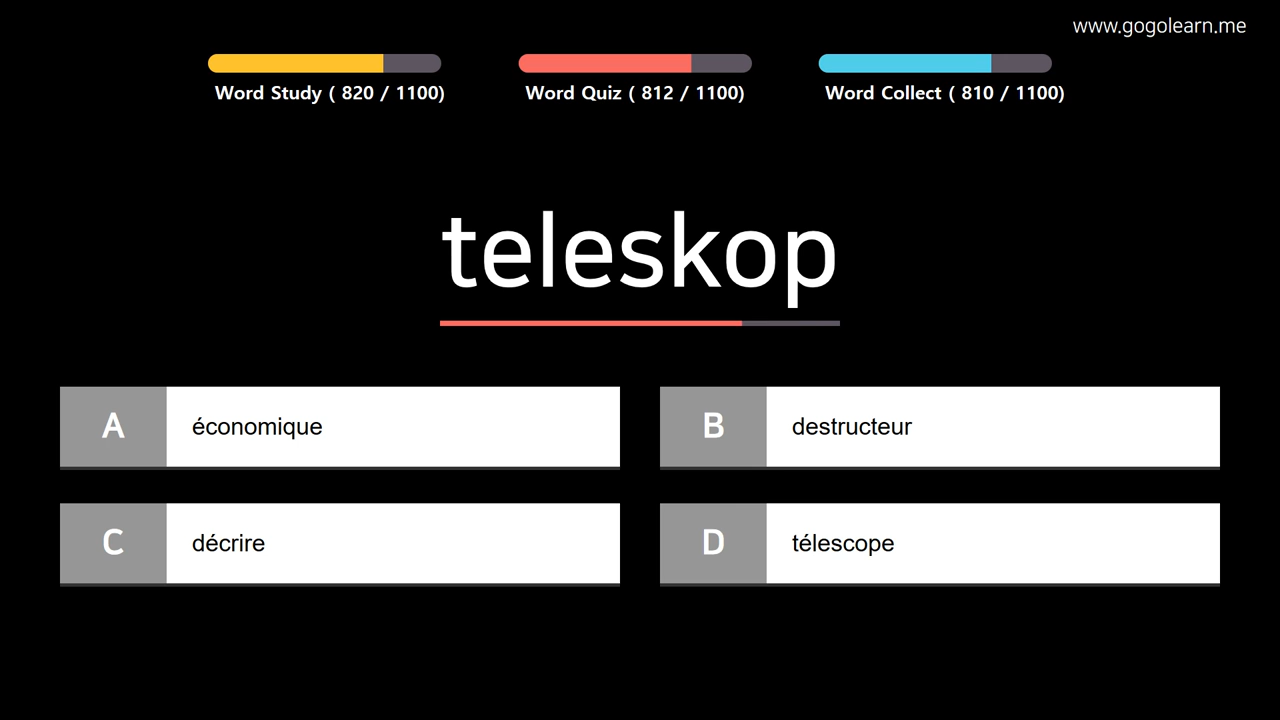 www.gogolearn.me
Word Study ( 820 / 1100)
Word Quiz ( 812 / 1100)
Word Collect ( 810 / 1100)
teleskop
A économique
B destructeur
C décrire
D télescope